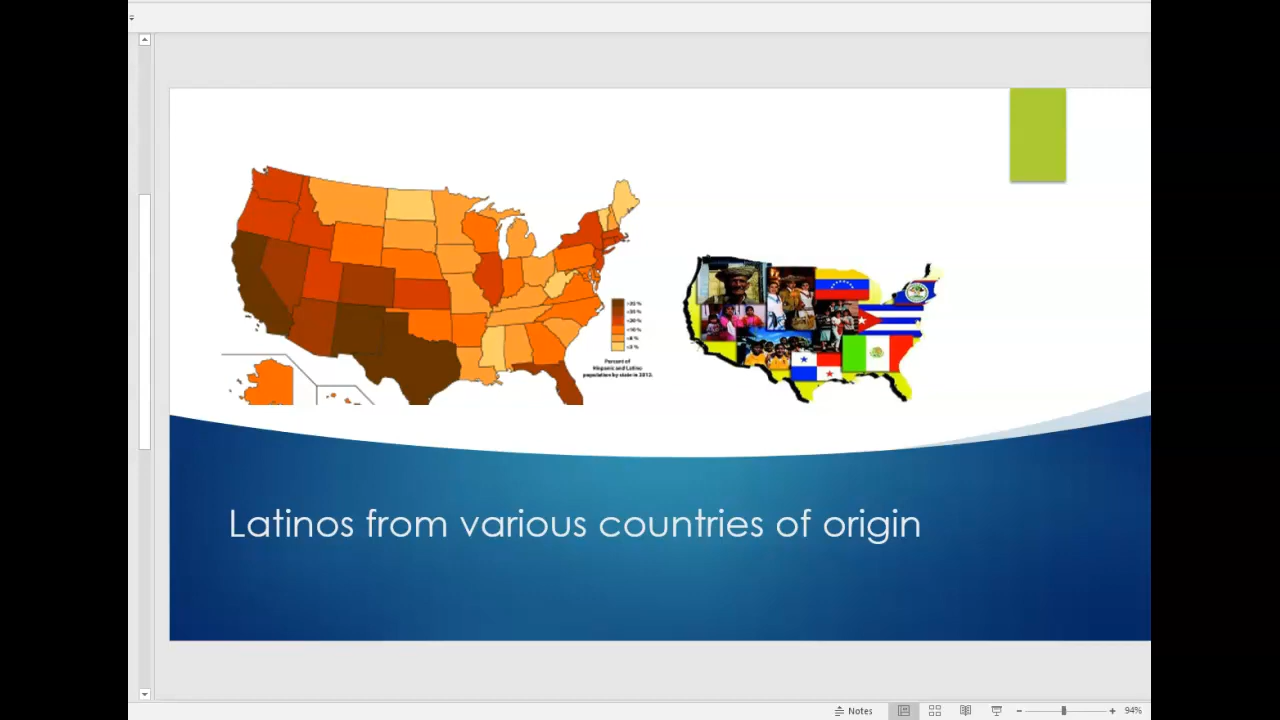 Percent of
Hispanic and Latino
population by state in 2012.
Latinos from various countries of origin
Notes
94%